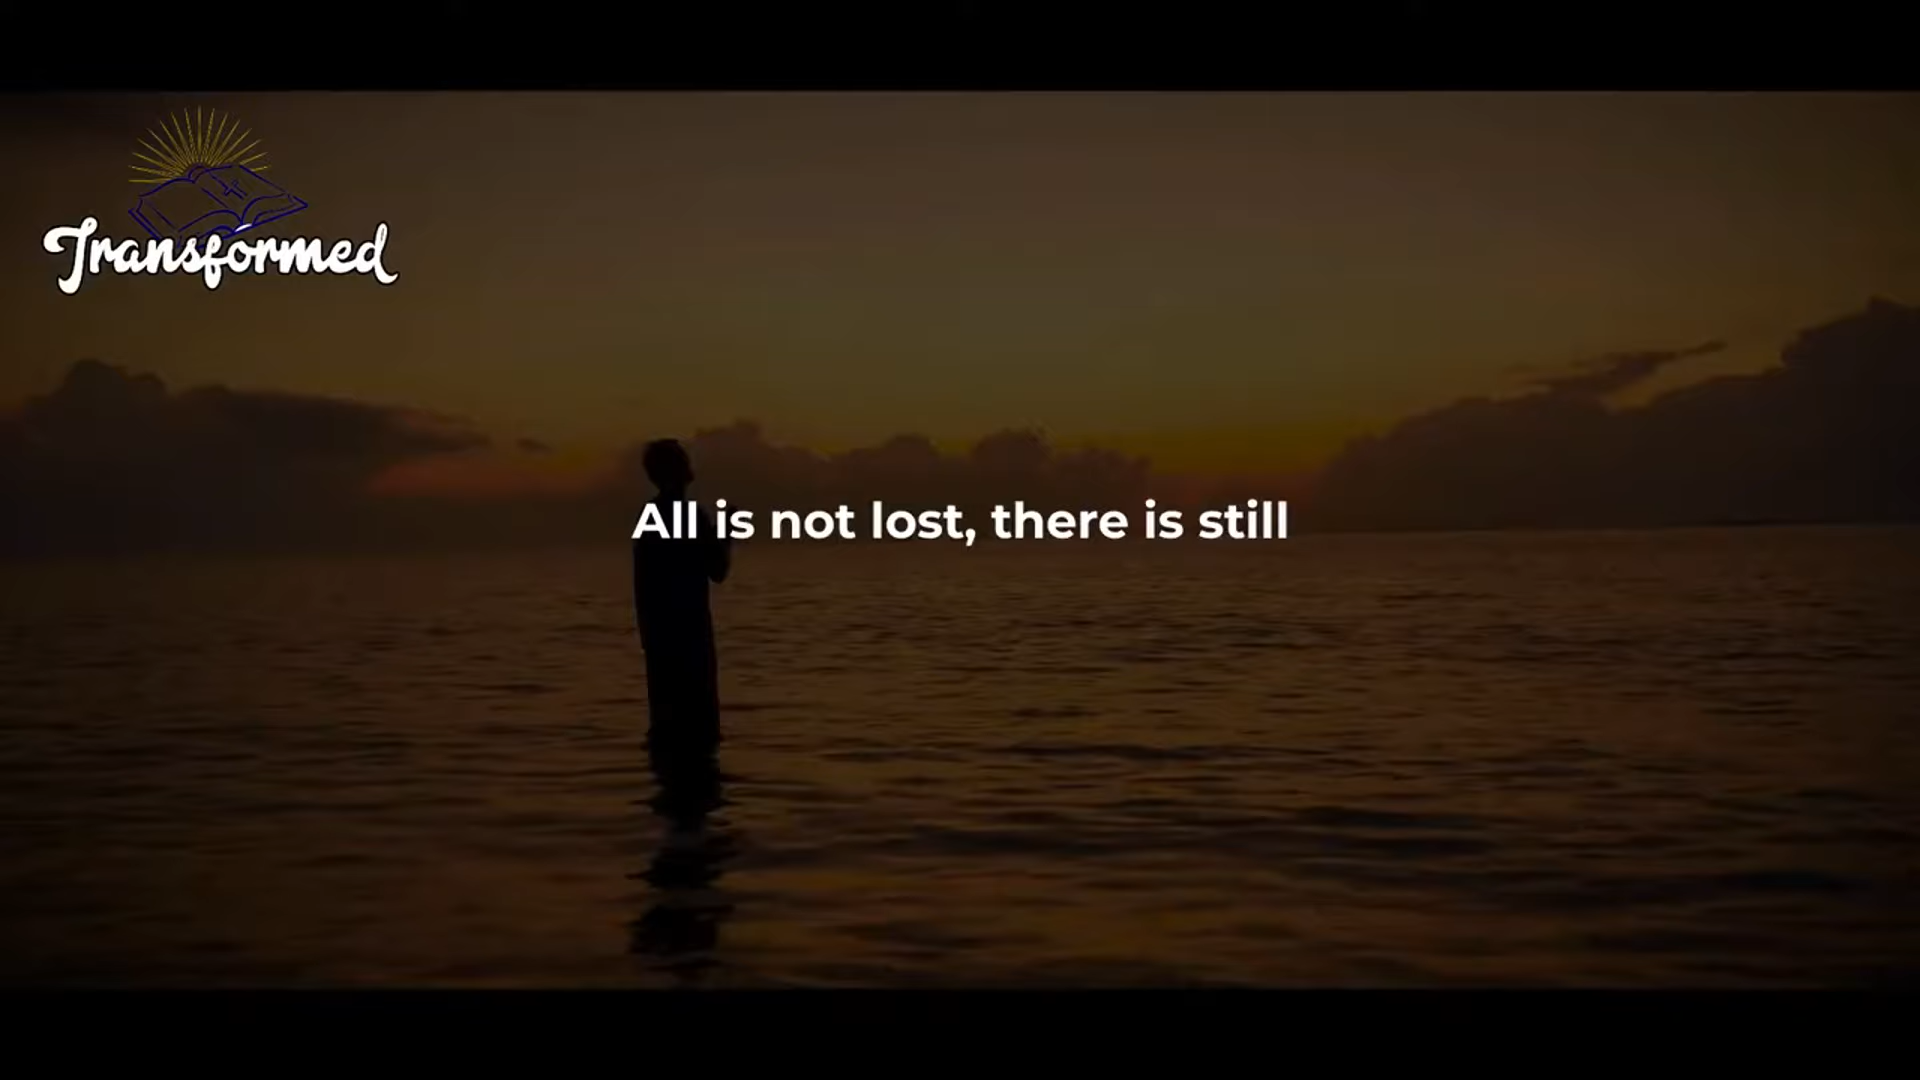 Transformed
All is not lost, there is still